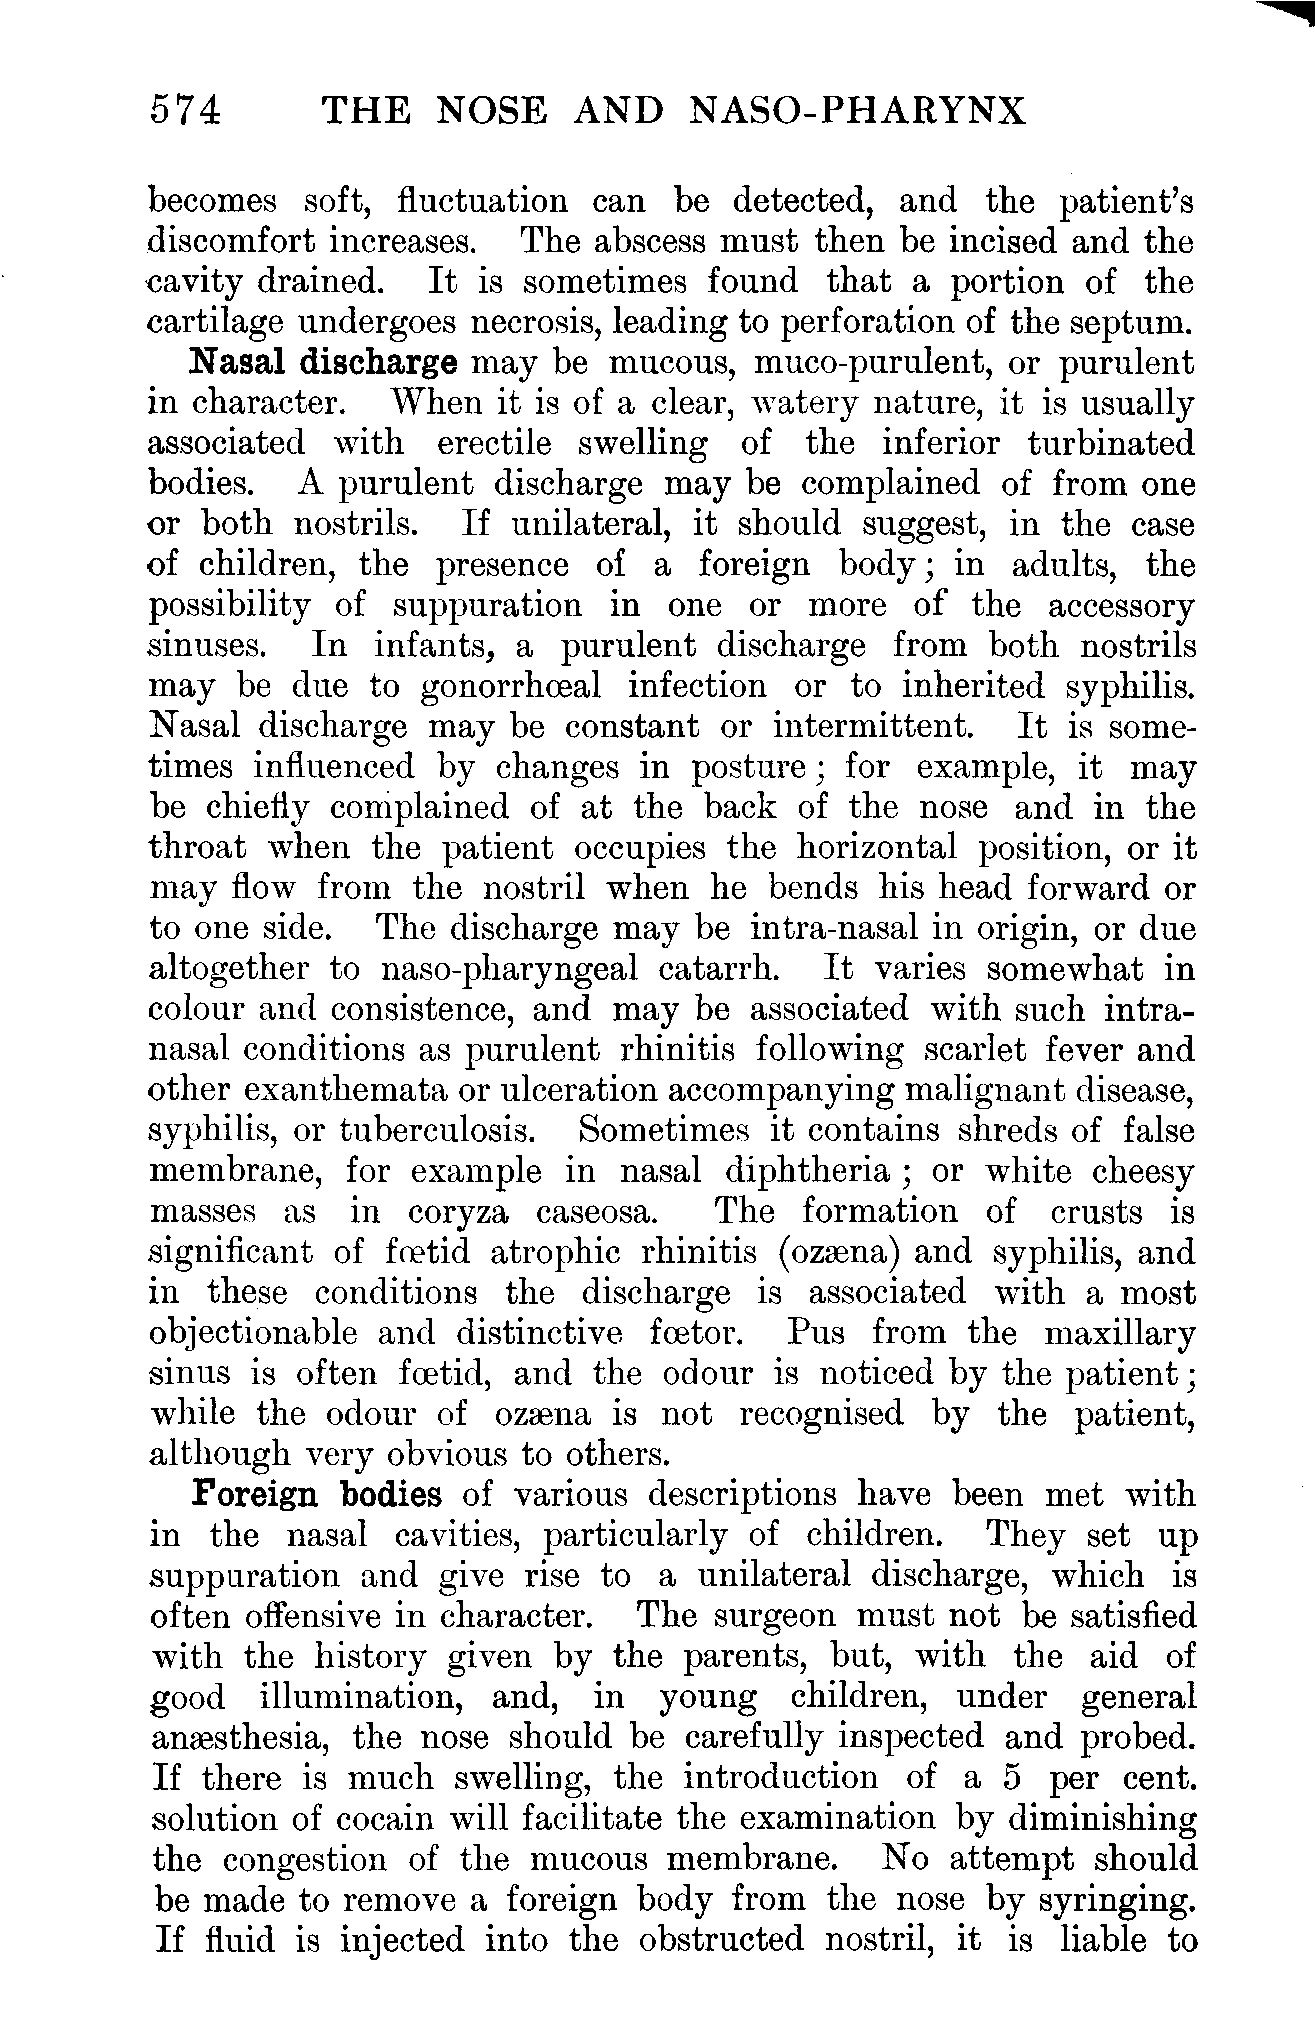 574 THE NOSE AND NASO-PHARYNX
becomes soft, fluctuation can be detected, and the patient's
discomfort increases. The abscess must then be incised and the
cavity drained. It is sometimes found that a portion of the
cartilage undergoes necrosis, leading to perforation of the septum.
Nasal discharge may be mucous, muco-purulent, or purulent
in character. When it is of a clear, watery nature, it is usually
associated with erectile swelling of the inferior turbinated
bodies. A purulent discharge may be complained of from one
or both nostrils. If unilateral, it should suggest, in the case
of children, the presence of a foreign body; in adults, the
possibility of suppuration in one or more of the accessory
sinuses. In infants, a purulent discharge from both nostrils
may be due to gonorrhœal infection or to inherited syphilis.
Nasal discharge may be constant or intermittent. It is some-
times influenced by changes in posture; for example, it may
be chiefly complained of at the back of the nose and in the
throat when the patient occupies the horizontal position, or it
may flow from the nostril when he bends his head forward or
to one side. The discharge may be intra-nasal in origin, or due
altogether to naso-pharyngeal catarrh. It varies somewhat in
colour and consistence, and may be associated with such intra-
nasal conditions as purulent rhinitis following scarlet fever and
other exanthemata or ulceration accompanying malignant disease,
syphilis, or tuberculosis. Sometimes it contains shreds of false
membrane, for example in nasal diphtheria; or white cheesy
masses as in coryza caseosa. The formation of crusts is
significant of fœtid atrophic rhinitis (ozæna) and syphilis, and
in these conditions the discharge is associated with a most
objectionable and distinctive fœtor. Pus from the maxillary
sinus is often fœtid, and the odour is noticed by the patient;
while the odour of ozæna is not recognised by the patient,
although very obvious to others.
Foreign bodies of various descriptions have been met with
in the nasal cavities, particularly of children. They set up
suppuration and give rise to a unilateral discharge, which is
often offensive in character. The surgeon must not be satisfied
with the history given by the parents, but, with the aid of
good illumination, and, in young children, under general
anæsthesia, the nose should be carefully inspected and probed.
If there is much swelling, the introduction of a 5 per cent.
solution of cocain will facilitate the examination by diminishing
the congestion of the mucous membrane. No attempt should
be made to remove a foreign body from the nose by syringing.
If fluid is injected into the obstructed nostril, it is liable to